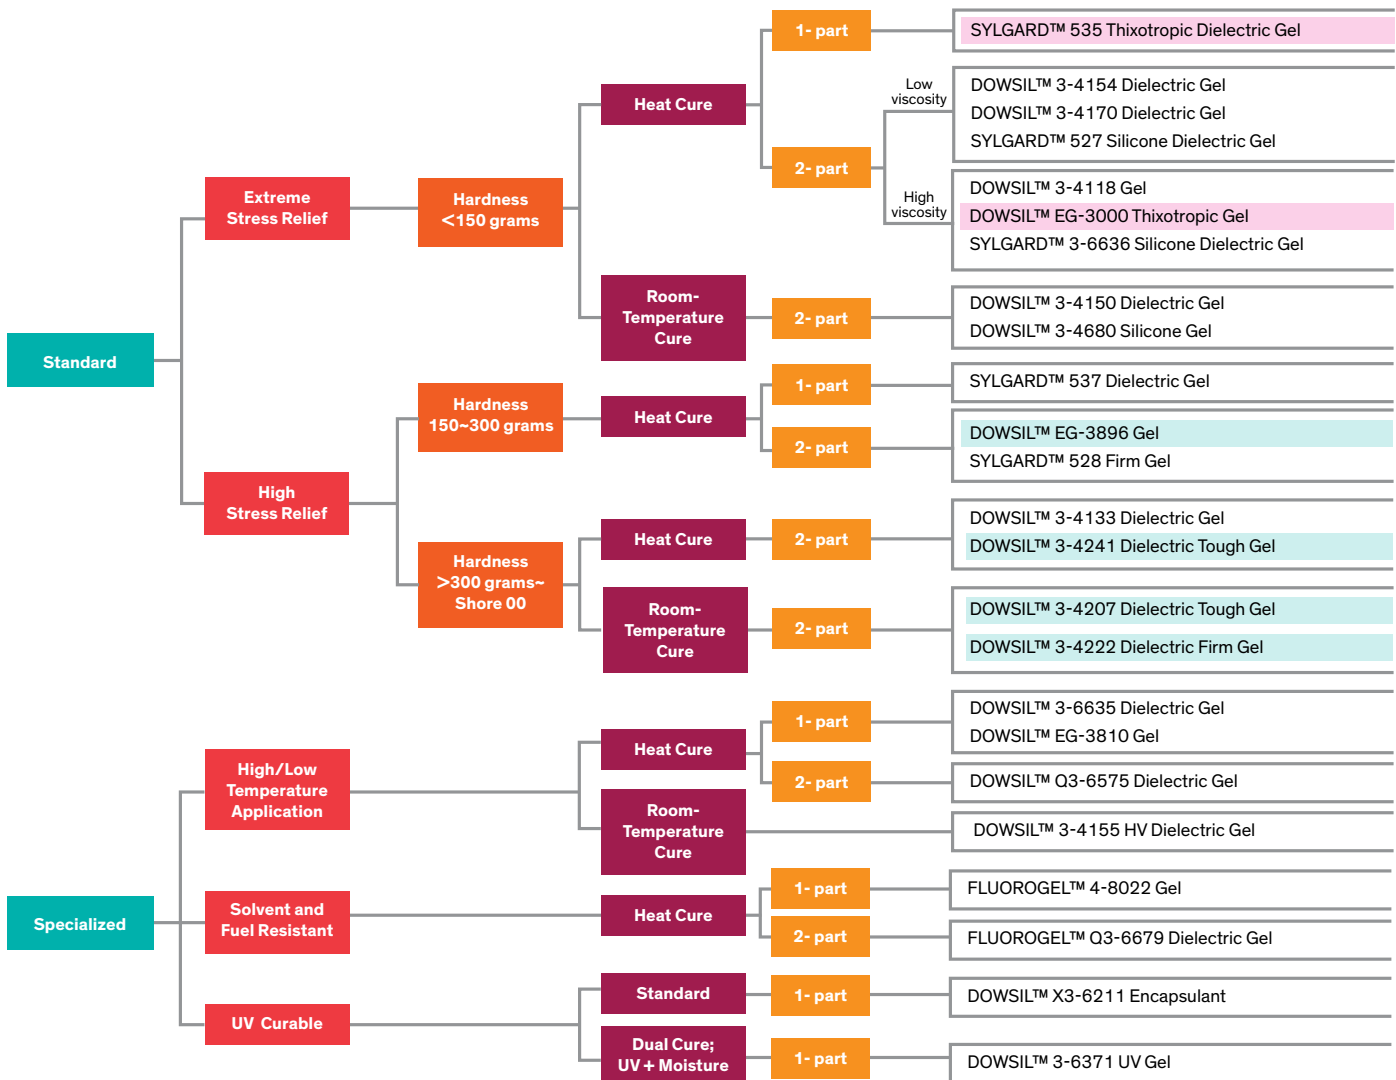 Standard
Extreme
Stress Relief
Hardness
<150 grams
Heat Cure
1- part
SYLGARD™ 535 Thixotropic Dielectric Gel
2- part
Low
viscosity
DOWSIL™ 3-4154 Dielectric Gel
DOWSIL™ 3-4170 Dielectric Gel
SYLGARD™ 527 Silicone Dielectric Gel
High
viscosity
DOWSIL™ 3-4118 Gel
DOWSIL™ EG-3000 Thixotropic Gel
SYLGARD™ 3-6636 Silicone Dielectric Gel
Room-
Temperature
Cure
2- part
DOWSIL™ 3-4150 Dielectric Gel
DOWSIL™ 3-4680 Silicone Gel
High
Stress Relief
Hardness
150~300 grams
Heat Cure
1- part
SYLGARD™ 537 Dielectric Gel
2- part
DOWSIL™ EG-3896 Gel
SYLGARD™ 528 Firm Gel
Hardness
>300 grams~
Shore 00
Heat Cure
2- part
DOWSIL™ 3-4133 Dielectric Gel
DOWSIL™ 3-4241 Dielectric Tough Gel
Room-
Temperature
Cure
2- part
DOWSIL™ 3-4207 Dielectric Tough Gel
DOWSIL™ 3-4222 Dielectric Firm Gel
Specialized
High/Low
Temperature
Application
Heat Cure
1- part
DOWSIL™ 3-6635 Dielectric Gel
DOWSIL™ EG-3810 Gel
2- part
DOWSIL™ Q3-6575 Dielectric Gel
Room-
Temperature
Cure
DOWSIL™ 3-4155 HV Dielectric Gel
Solvent and
Fuel Resistant
Heat Cure
1- part
FLUOROGEL™ 4-8022 Gel
2- part
FLUOROGEL™ Q3-6679 Dielectric Gel
UV Curable
Standard
1- part
DOWSIL™ X3-6211 Encapsulant
Dual Cure;
UV + Moisture
1- part
DOWSIL™ 3-6371 UV Gel